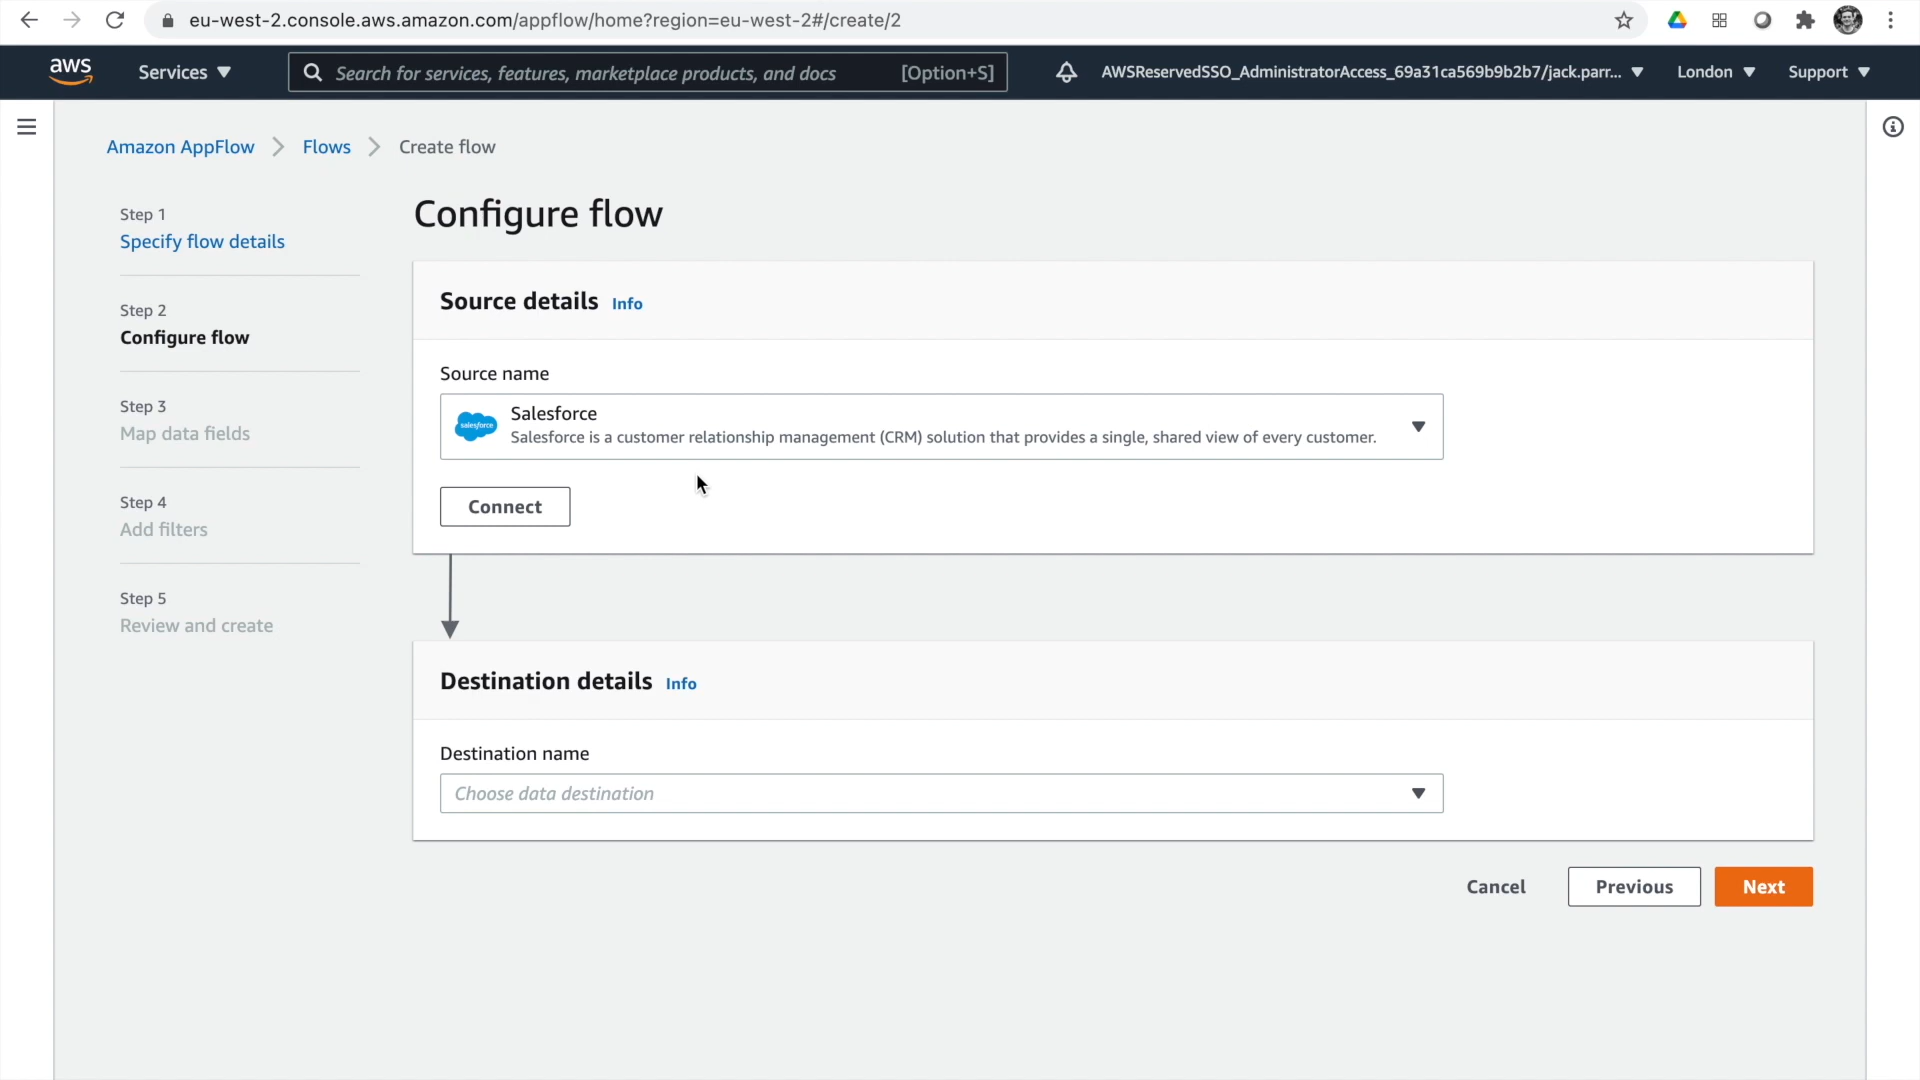 eu-west-2.console.aws.amazon.com/appflow/home?region=eu-west-2#/create/2
aws
Services
Search for services, features, marketplace products, and docs [Option+S]
AWSReservedSSO_AdministratorAccess_69a31ca569b9b2b7/jack.parr...
London
Support
Amazon AppFlow
Flows
Create flow
Step 1
Specify flow details
Step 2
Configure flow
Step 3
Map data fields
Step 4
Add filters
Step 5
Review and create
Configure flow
Source details Info
Source name
salesforce
Salesforce
Salesforce is a customer relationship management (CRM) solution that provides a single, shared view of every customer.
Connect
Destination details Info
Destination name
Choose data destination
Cancel
Previous
Next